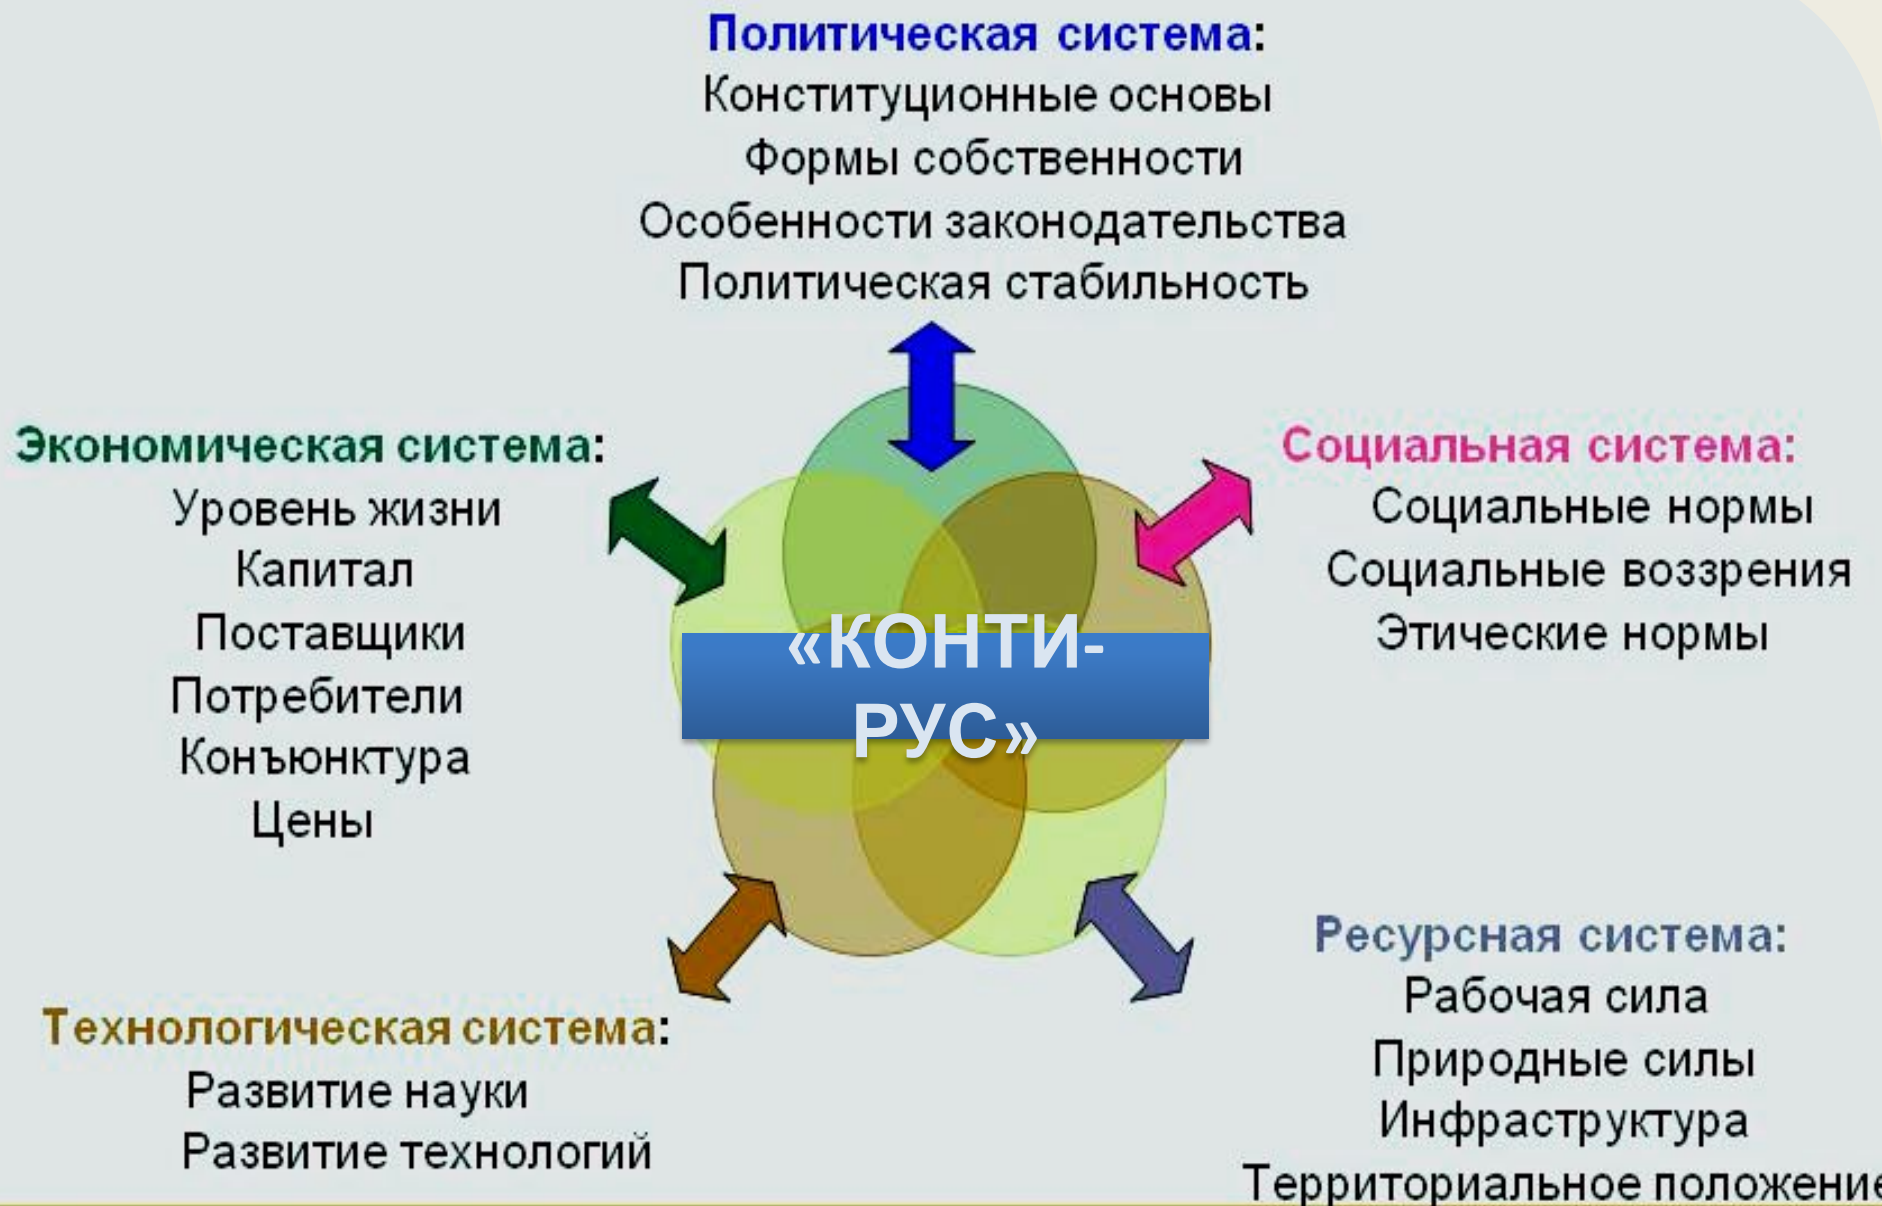 Политическая система:
Конституционные основы
Формы собственности
Особенности законодательства
Политическая стабильность
Экономическая система:
Уровень жизни
Капитал
Поставщики
Потребители
Конъюнктура
Цены
Социальная система:
Социальные нормы
Социальные воззрения
Этические нормы
«КОНТИ-
РУС»
Технологическая система:
Развитие науки
Развитие технологий
Ресурсная система:
Рабочая сила
Природные силы
Инфраструктура
Территориальное положение